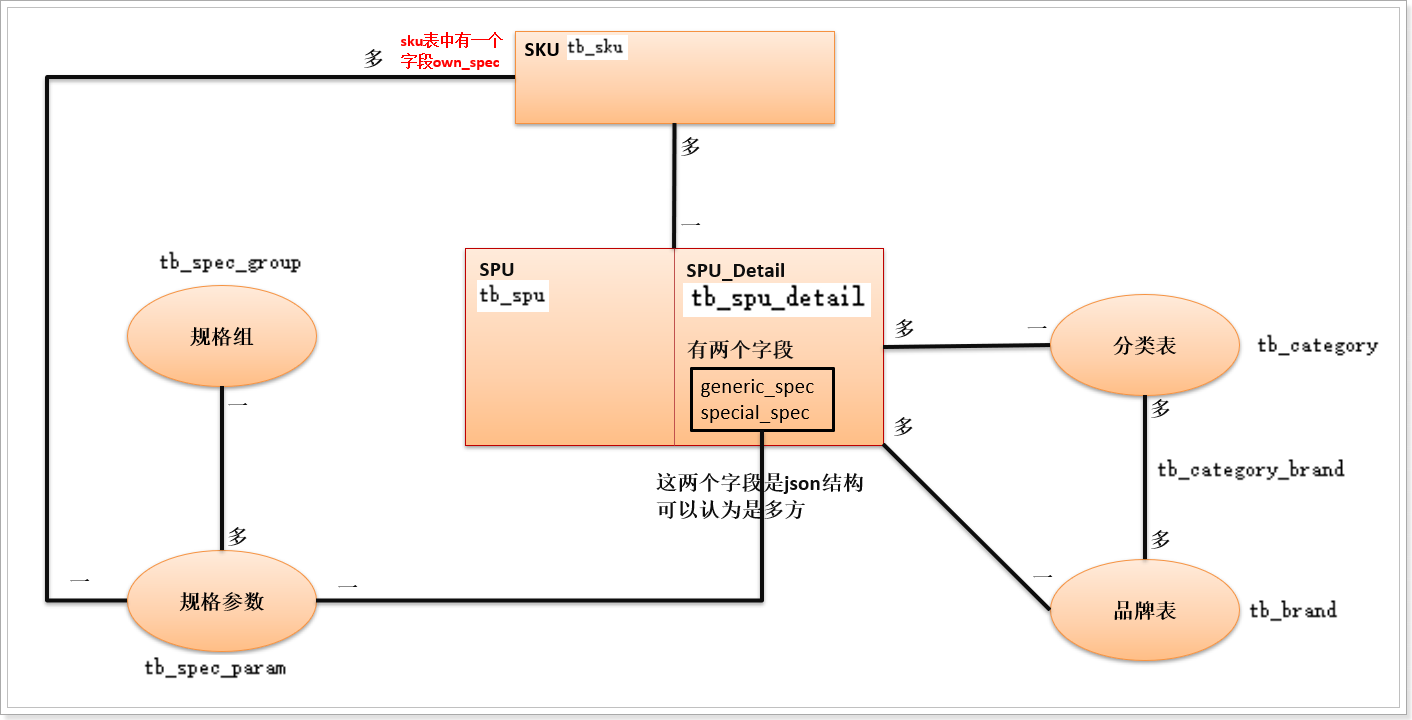 sku表中有一个
字段own_spec
多
SKU tb_sku
多
一
tb_spec_group
规格组
一
多
规格参数
tb_spec_param
一
一
SPU
tb_spu
SPU_Detail
tb_spu_detail
有两个字段
generic_spec
special_spec
这两个字段是json结构
可以认为是多方
多
一
分类表
tb_category
多
tb_category_brand
多
多
一
品牌表
tb_brand